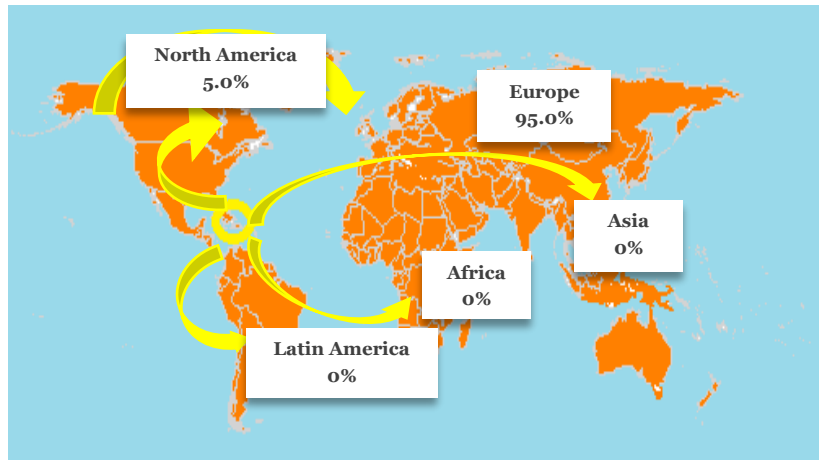 North America
5.0%
Europe
95.0%
Asia
0%
Africa
0%
Latin America
0%